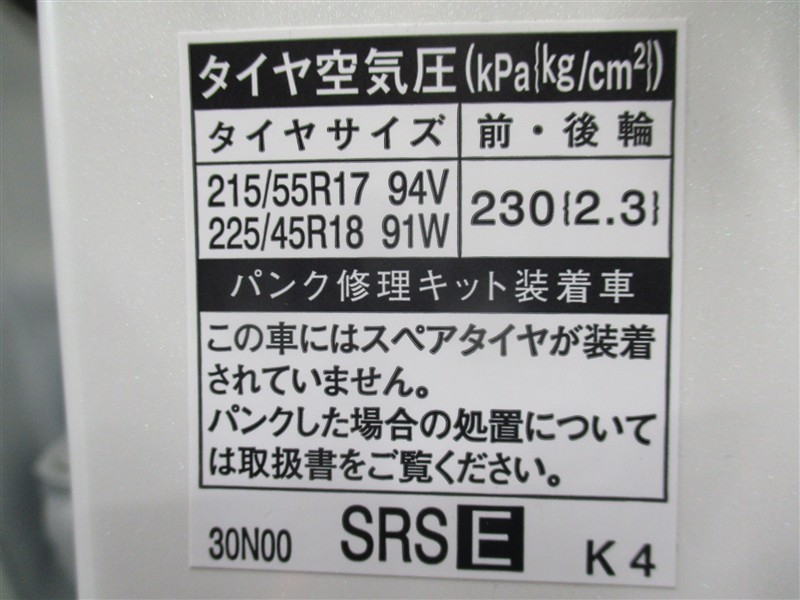 タイヤ空気圧(kPa{kg/cm²})
タイヤサイズ 前・後輪
215/55R17 94V
225/45R18 91W
230{2.3}
パンク修理キット装着車
この車にはスペアタイヤが装着
されていません。
パンクした場合の処置について
は取扱書をご覧ください。
30N00 SRS E K4